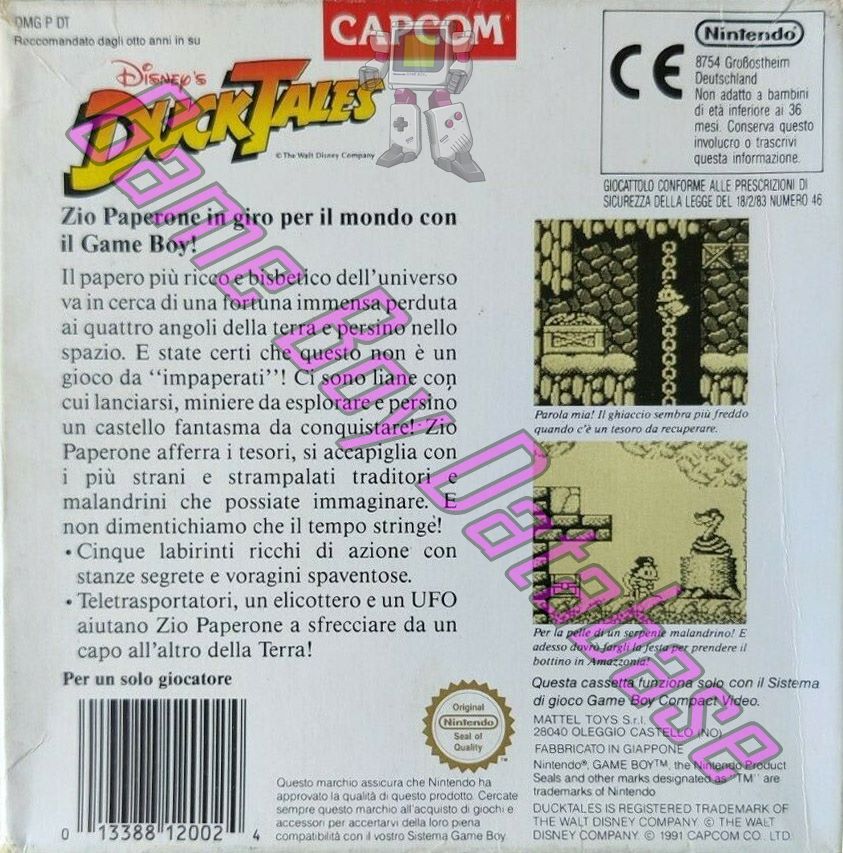 DMG P DT
Raccomandato dagli otto anni in su
CAPCOM
DISNEY'S
DUCKTALES
© The Walt Disney Company
Nintendo
CE
8754 Großostheim
Deutschland
Non adatto a bambini
di età inferiore ai 36
mesi. Conserva questo
involucro o trascrivi
questa informazione.
GIOCATTOLO CONFORME ALLE PRESCRIZIONI DI
SICUREZZA DELLA LEGGE DEL 18/2/83 NUMERO 46
Zio Paperone in giro per il mondo con
il Game Boy!
Il papero più ricco e bisbetico dell'universo
va in cerca di una fortuna immensa perduta
ai quattro angoli della terra e persino nello
spazio. E state certi che questo non è un
gioco da "impaperati"! Ci sono liane con
cui lanciarsi, miniere da esplorare e persino
un castello fantasma da conquistare! Zio
Paperone afferra i tesori, si accapiglia con
i più strani e strampalati traditori e
malandrini che possiate immaginare. E
non dimentichiamo che il tempo stringe!
• Cinque labirinti ricchi di azione con
stanze segrete e voragini spaventose.
• Teletrasportatori, un elicottero e un UFO
aiutano Zio Paperone a sfrecciare da un
capo all'altro della Terra!
Per un solo giocatore
Parola mia! Il ghiaccio sembra più freddo
quando c'è un tesoro da recuperare.
Per la pelle di un serpente malandrino! E
adesso dovrò fargli la festa per prendere il
bottino in Amazzonia!
Questa cassetta funziona solo con il Sistema
di gioco Game Boy Compact Video.
MATTEL TOYS S.r.l.
28040 OLEGGIO CASTELLO (NO)
FABBRICATO IN GIAPPONE
Nintendo®, GAME BOY™, the Nintendo Product
Seals and other marks designated as "TM" are
trademarks of Nintendo
DUCKTALES IS REGISTERED TRADEMARK OF
THE WALT DISNEY COMPANY © THE WALT
DISNEY COMPANY. © 1991 CAPCOM CO., LTD.
Original
Nintendo
Seal of
Quality
TM
Questo marchio assicura che Nintendo ha
approvato la qualità di questo prodotto. Cercate
sempre questo marchio all'acquisto di giochi e
accessori per accertarvi della loro piena
compatibilità con il vostro Sistema Game Boy.
0 13388 12002 4
Game Boy Database